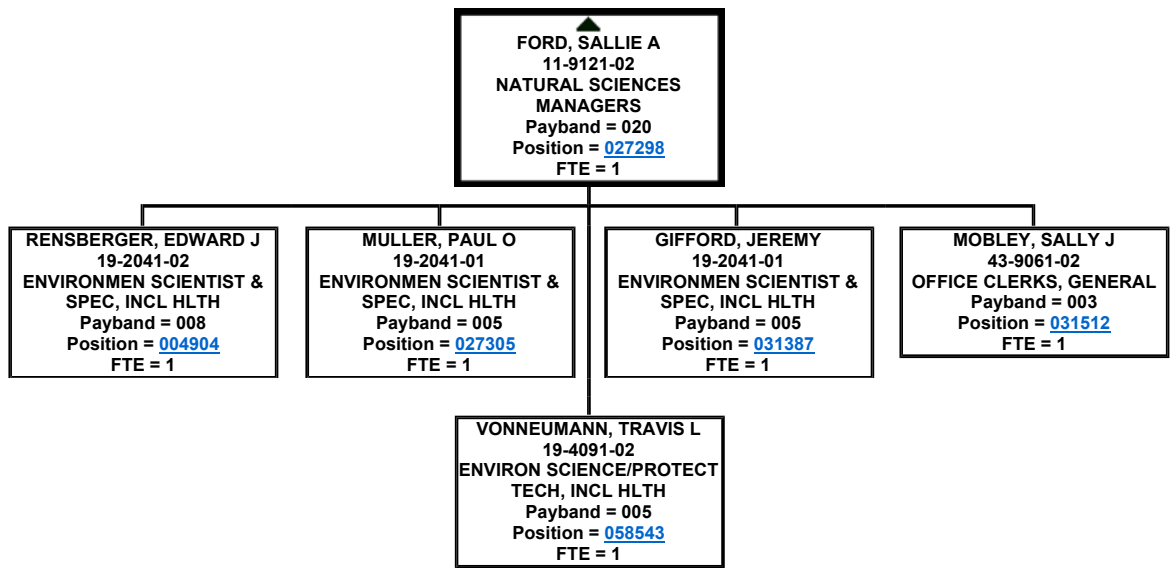 FORD, SALLIE A
11-9121-02
NATURAL SCIENCES
MANAGERS
Payband = 020
Position = 027298
FTE = 1
RENSBERGER, EDWARD J
19-2041-02
ENVIRONMEN SCIENTIST &
SPEC, INCL HLTH
Payband = 008
Position = 004904
FTE = 1
MULLER, PAUL O
19-2041-01
ENVIRONMEN SCIENTIST &
SPEC, INCL HLTH
Payband = 005
Position = 027305
FTE = 1
GIFFORD, JEREMY
19-2041-01
ENVIRONMEN SCIENTIST &
SPEC, INCL HLTH
Payband = 005
Position = 031387
FTE = 1
MOBLEY, SALLY J
43-9061-02
OFFICE CLERKS, GENERAL
Payband = 003
Position = 031512
FTE = 1
VONNEUMANN, TRAVIS L
19-4091-02
ENVIRON SCIENCE/PROTECT
TECH, INCL HLTH
Payband = 005
Position = 058543
FTE = 1